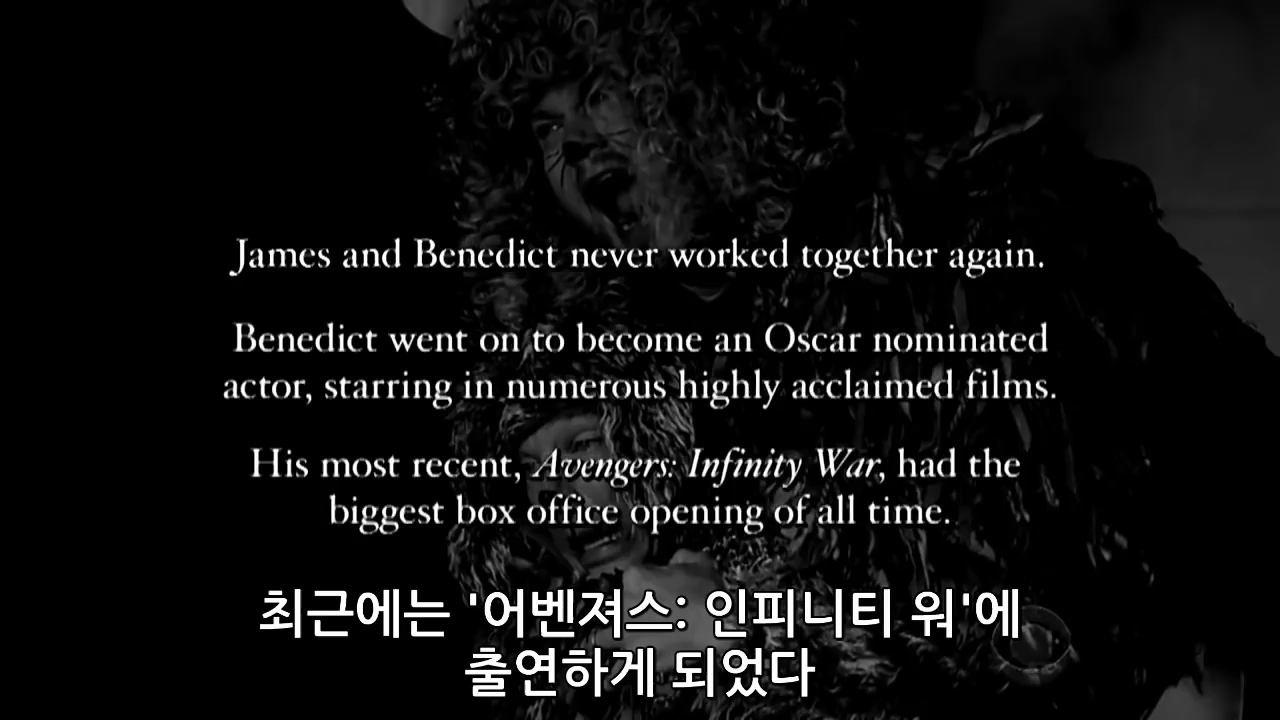 James and Benedict never worked together again.
Benedict went on to become an Oscar nominated
actor, starring in numerous highly acclaimed films.
His most recent, Avengers: Infinity War, had the
biggest box office opening of all time.
최근에는 '어벤져스: 인피니티 워'에
출연하게 되었다